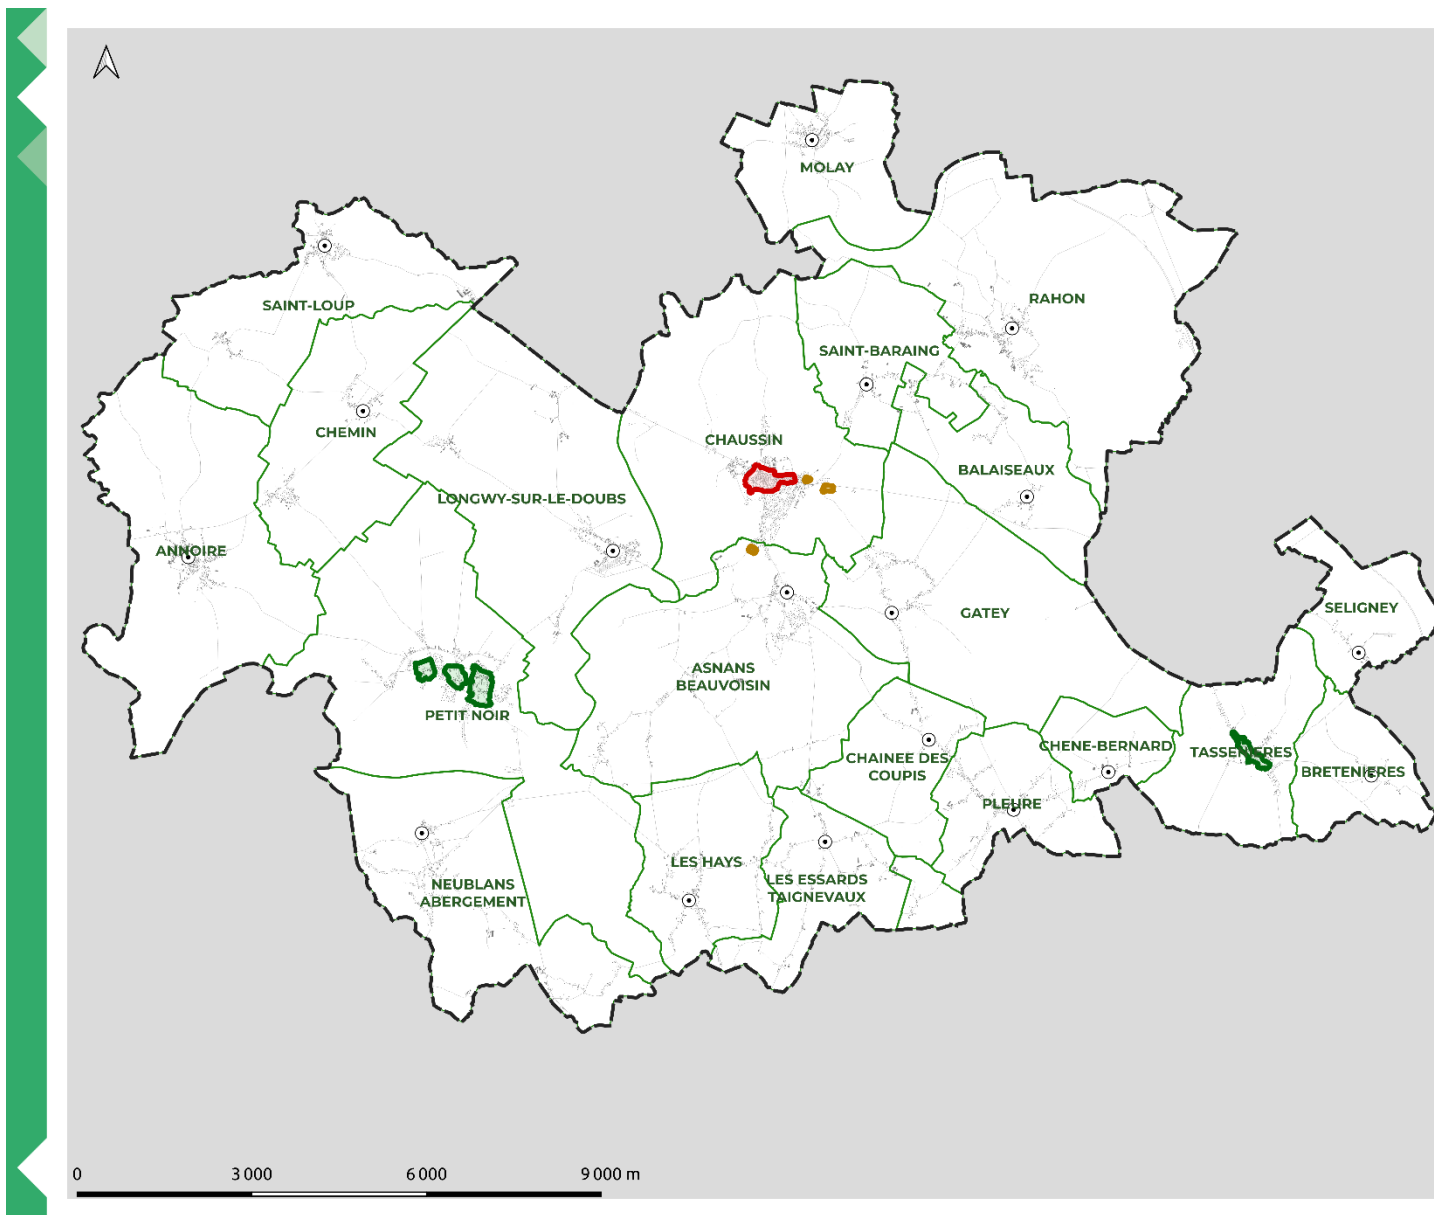 MOLAY
RAHON
SAINT-LOUP
SAINT-BARAING
CHEMIN
CHAUSSIN
BALAISEAUX
LONGWY-SUR-LE-DOUBS
ANNOIRE
SELIGNEY
GATEY
ASNANS
BEAUVOISIN
PETIT NOIR
CHENE-BERNARD
TASSENIERES
CHAINEE DES
COUPIS
BRETENIERES
PLEURE
LES HAYS
LES ESSARDS
TAIGNEVAUX
NEUBLANS
ABERGEMENT
0 3 000 6 000 9 000 m